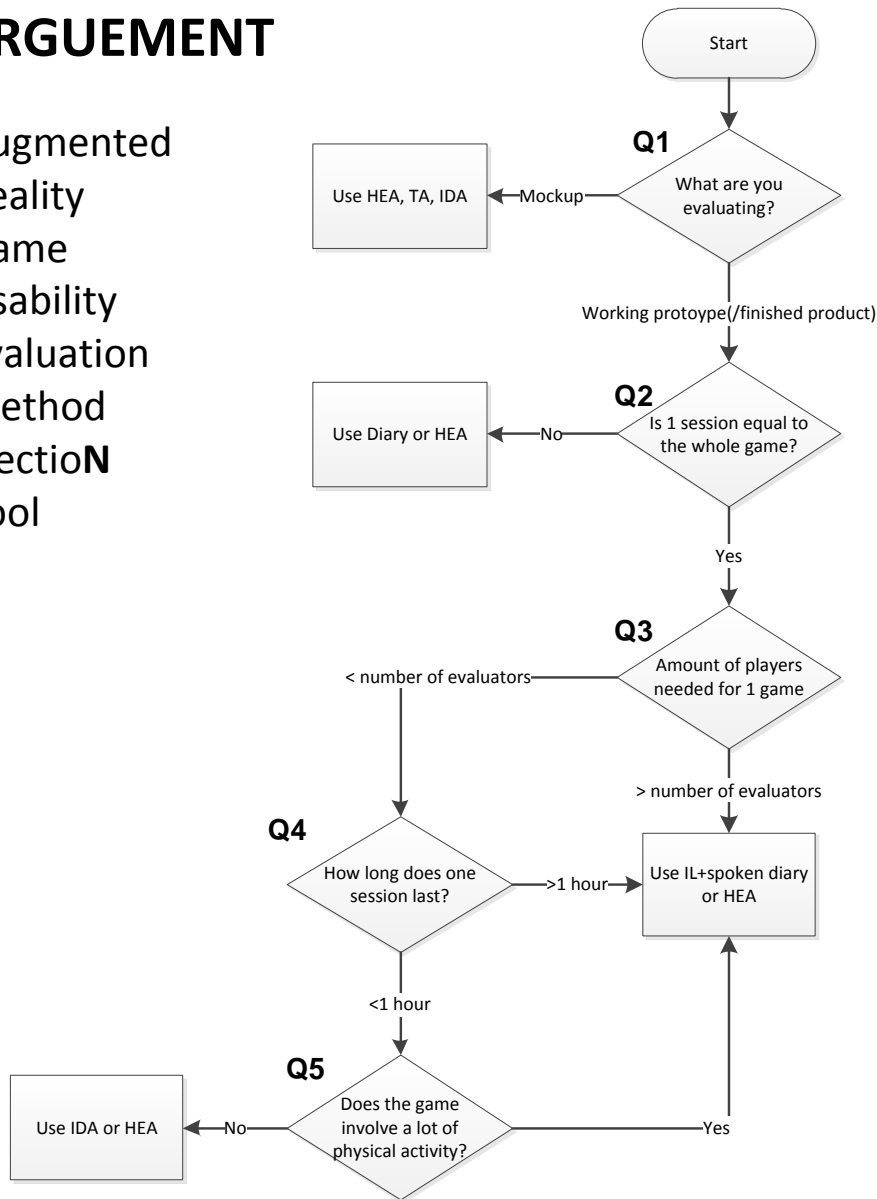 RGUEMENT
ugmented
eality
ame
sability
valuation
ethod
ectioN
ool
Start
Q1
What are you
evaluating?
Mockup
Use HEA, TA, IDA
Working protoype(/finished product)
Q2
Is 1 session equal to
the whole game?
No
Use Diary or HEA
Yes
Q3
Amount of players
needed for 1 game
< number of evaluators
> number of evaluators
Q4
How long does one
session last?
>1 hour
Use IL+spoken diary
or HEA
<1 hour
Q5
Does the game
involve a lot of
physical activity?
No
Use IDA or HEA
Yes